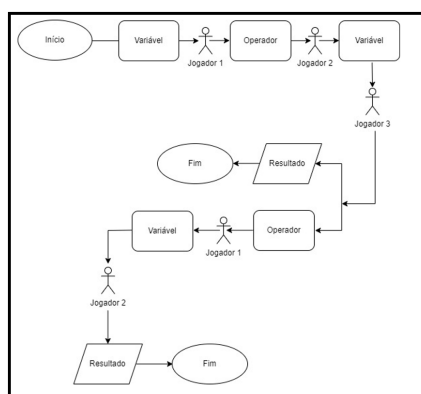 Início
Variável
Jogador 1
Operador
Jogador 2
Variável
Jogador 3
Fim
Resultado
Variável
Jogador 1
Operador
Jogador 2
Resultado
Fim